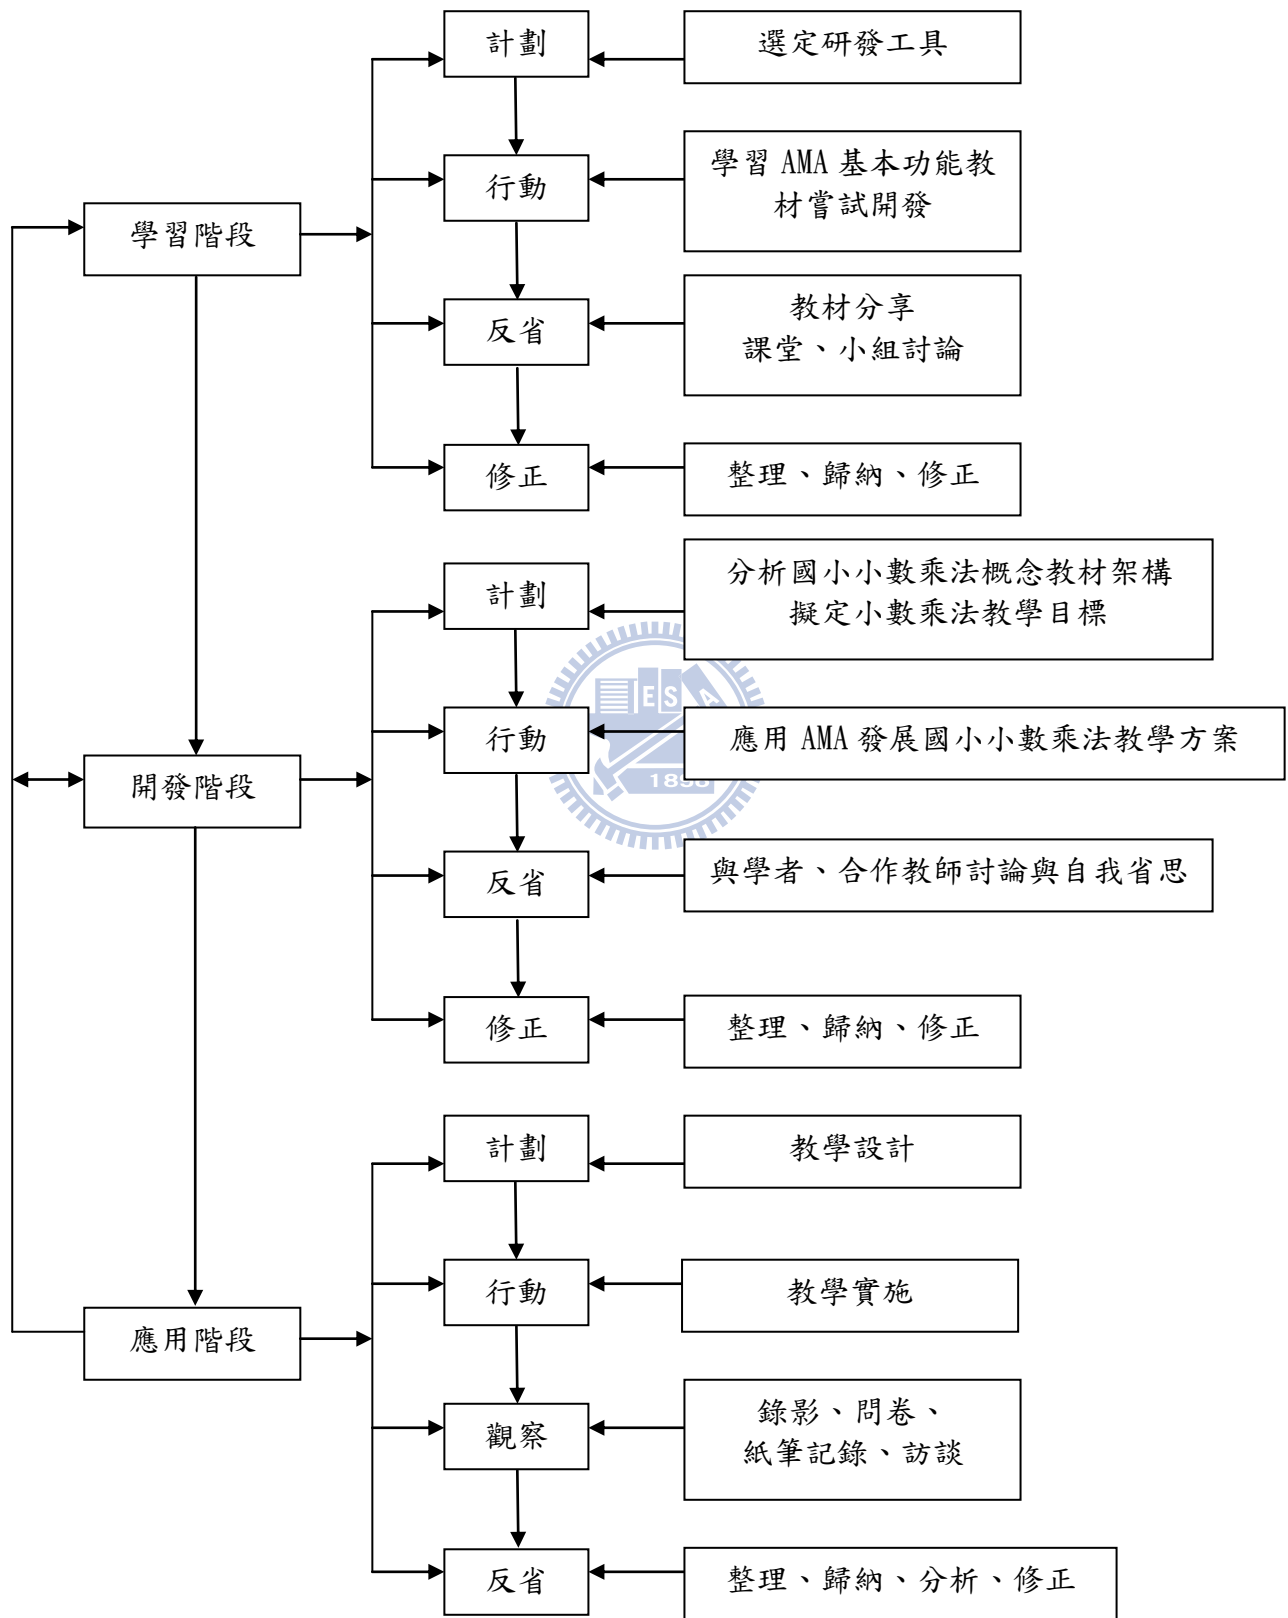 計劃
選定研發工具
行動
學習 AMA 基本功能教
材嘗試開發
學習階段
反省
教材分享
課堂、小組討論
修正
整理、歸納、修正
計劃
分析國小小數乘法概念教材架構
擬定小數乘法教學目標
行動
應用 AMA 發展國小小數乘法教學方案
開發階段
反省
與學者、合作教師討論與自我省思
修正
整理、歸納、修正
計劃
教學設計
行動
教學實施
應用階段
觀察
錄影、問卷、
紙筆記錄、訪談
反省
整理、歸納、分析、修正
E S A
1896